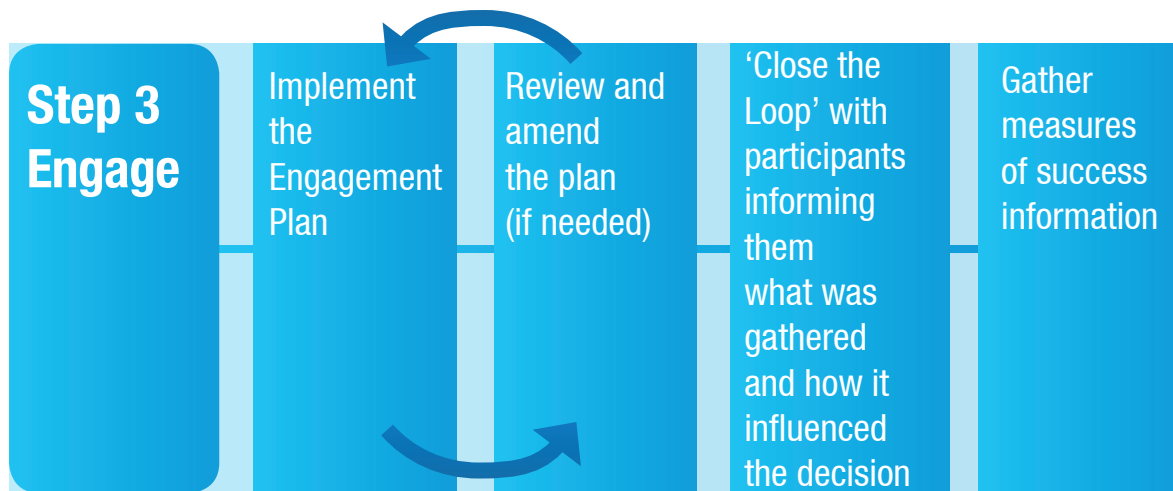 Step 3
Engage
Implement
the
Engagement
Plan
Review and
amend
the plan
(if needed)
‘Close the
Loop’ with
participants
informing
them
what was
gathered
and how it
influenced
the decision
Gather
measures
of success
information